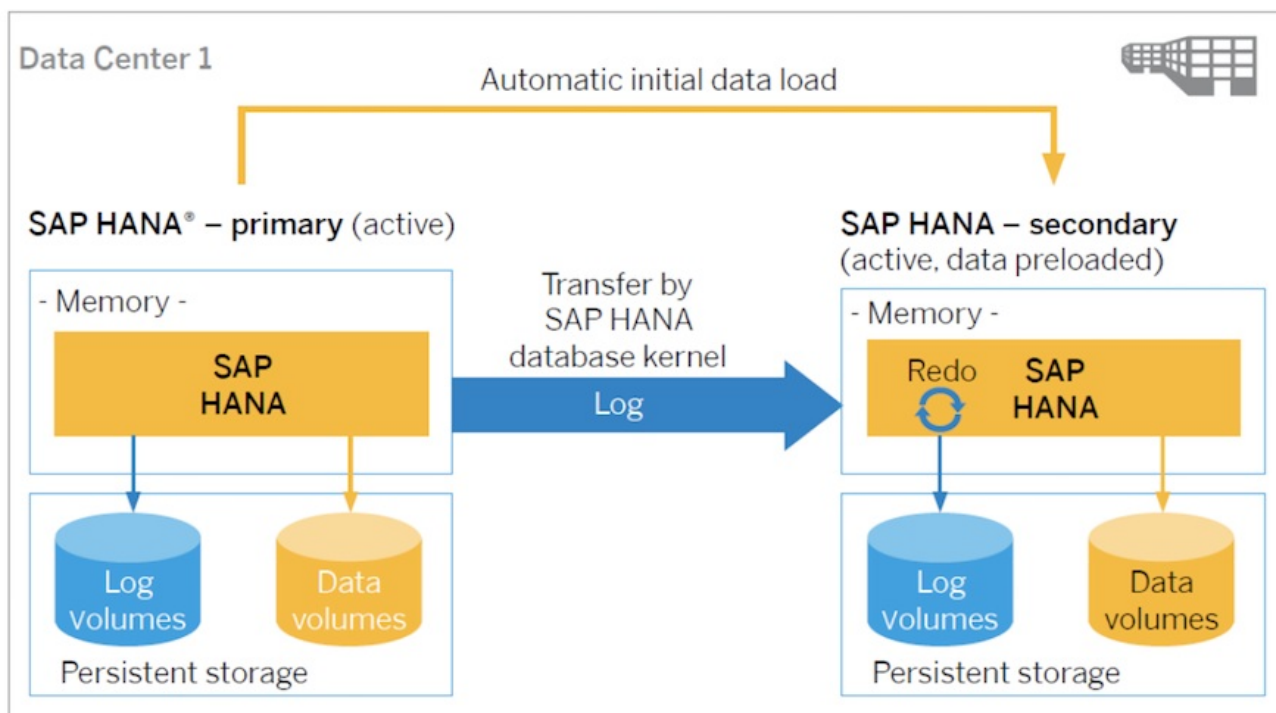 Data Center 1
Automatic initial data load
SAP HANA® – primary (active)
SAP HANA – secondary
(active, data preloaded)
- Memory -
SAP
HANA
Transfer by
SAP HANA
database kernel
Log
- Memory -
Redo
SAP
HANA
Log
volumes
Data
volumes
Persistent storage
Log
volumes
Data
volumes
Persistent storage